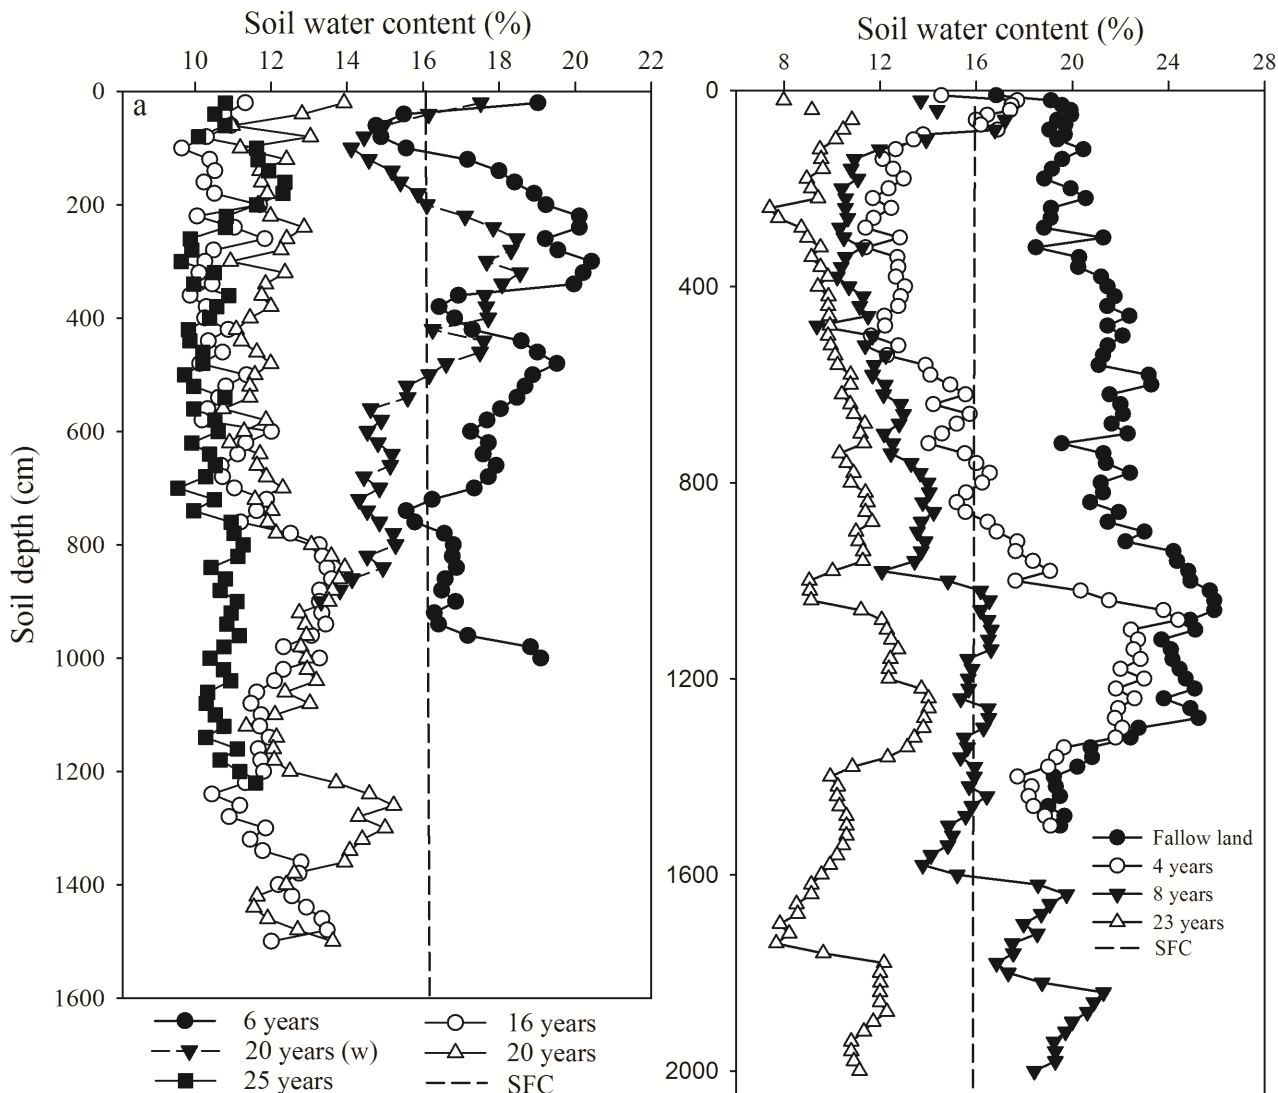 Soil water content (%)
10 12 14 16 18 20 22
a
0
200
400
600
800
1000
1200
1400
1600
Soil depth (cm)
6 years
16 years
20 years (w)
20 years
25 years
SFC
Soil water content (%)
8 12 16 20 24 28
0
400
800
1200
1600
2000
Fallow land
4 years
8 years
23 years
SFC